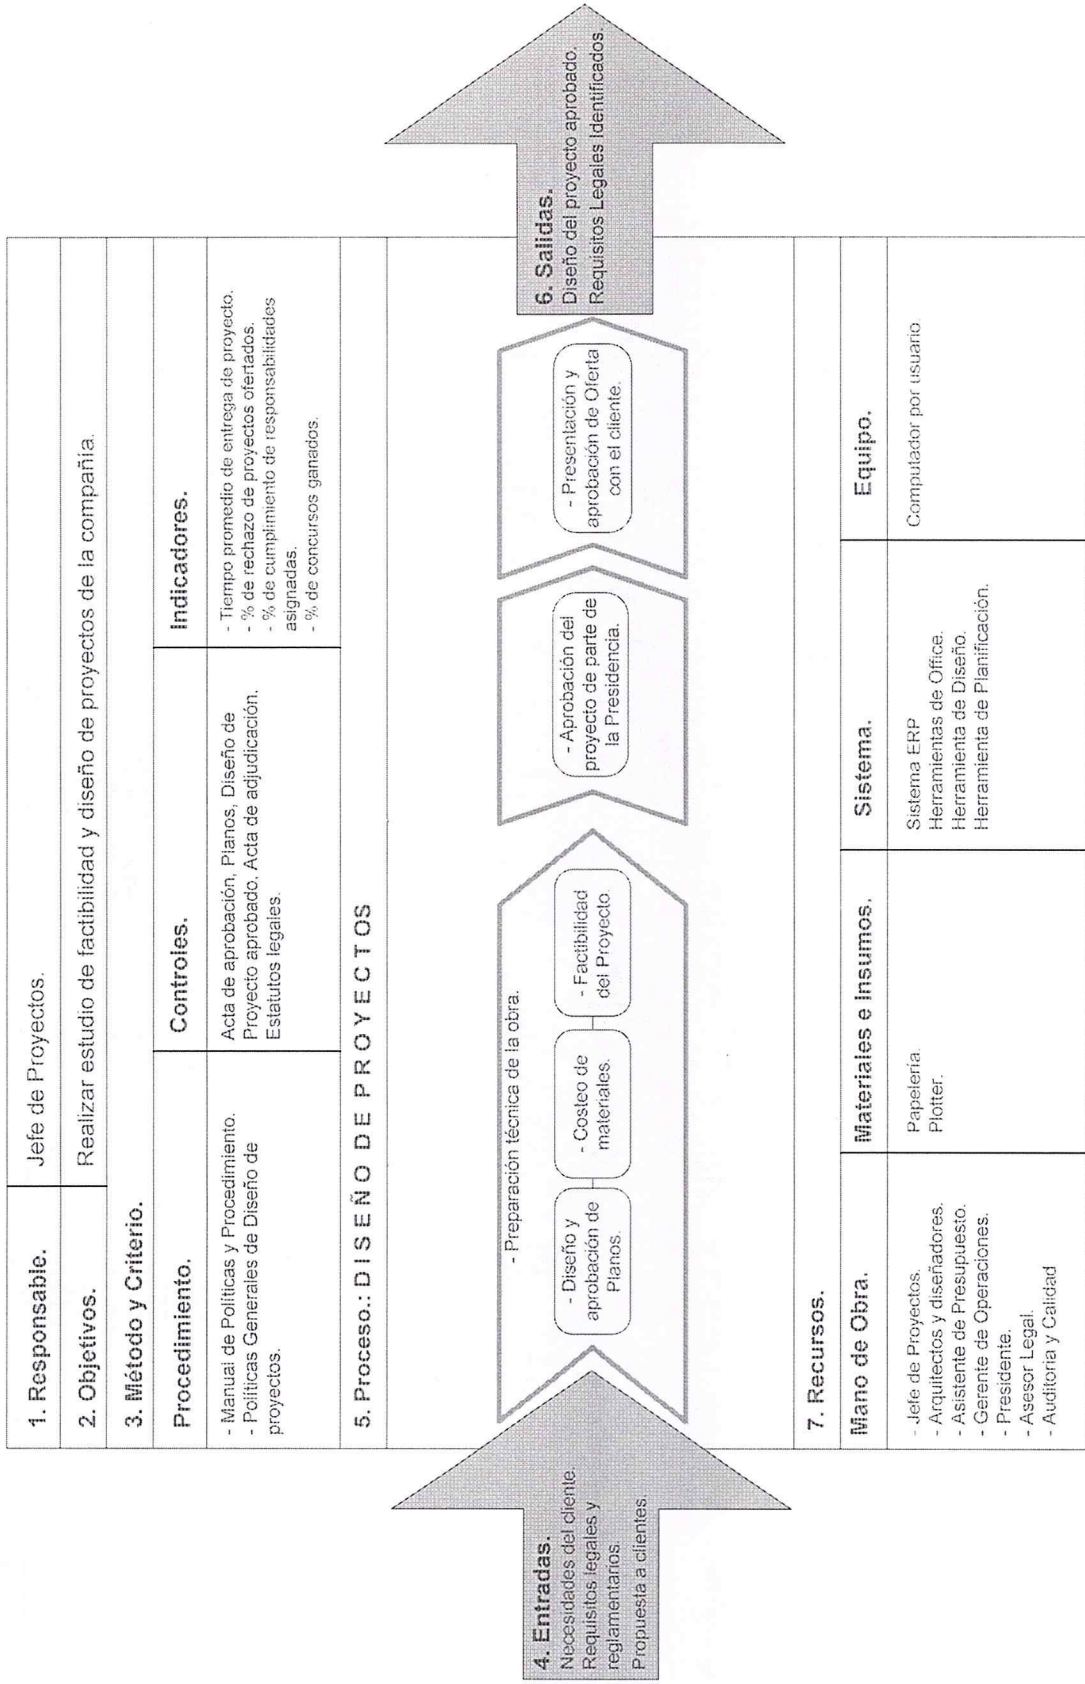 1. Responsable.
Jefe de Proyectos.
2. Objetivos.
Realizar estudio de factibilidad y diseño de proyectos de la compañia.
3. Método y Criterio.
Procedimiento.
Controles.
Indicadores.
- Manual de Políticas y Procedimiento.
- Políticas Generales de Diseño de
proyectos.
Acta de aprobación, Planos, Diseño de
Proyecto aprobado, Acta de adjudicación.
Estatutos legales.
- Tiempo promedio de entrega de proyecto.
- % de rechazo de proyectos ofertados.
- % de cumplimiento de responsabilidades
asignadas.
- % de concursos ganados.
4. Entradas.
Necesidades del cliente.
Requisitos legales y
reglamentarios.
Propuesta a clientes.
5. Proceso.: DISEÑO DE PROYECTOS
- Preparación técnica de la obra.
- Diseño y
aprobación de
Planos.
- Costeo de
materiales.
- Factibilidad
del Proyecto.
- Aprobación del
proyecto de parte de
la Presidencia.
- Presentación y
aprobación de Oferta
con el cliente.
6. Salidas.
Diseño del proyecto aprobado.
Requisitos Legales Identificados.
7. Recursos.
Mano de Obra.
Materiales e Insumos.
Sistema.
Equipo.
- Jefe de Proyectos.
- Arquitectos y diseñadores.
- Asistente de Presupuesto.
- Gerente de Operaciones.
- Presidente.
- Asesor Legal.
- Auditoria y Calidad
Papelería.
Plotter.
Sistema ERP
Herramientas de Office.
Herramienta de Diseño.
Herramienta de Planificación.
Computador por usuario.